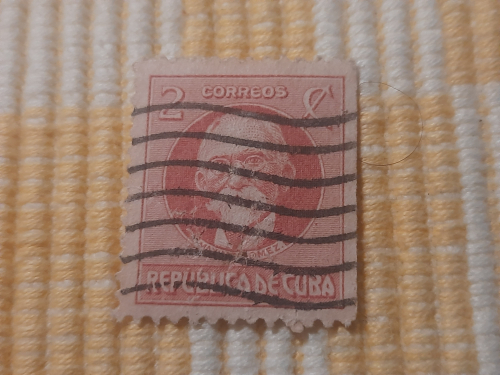 2 CORREOS ₡
REPUBLICA DE CUBA